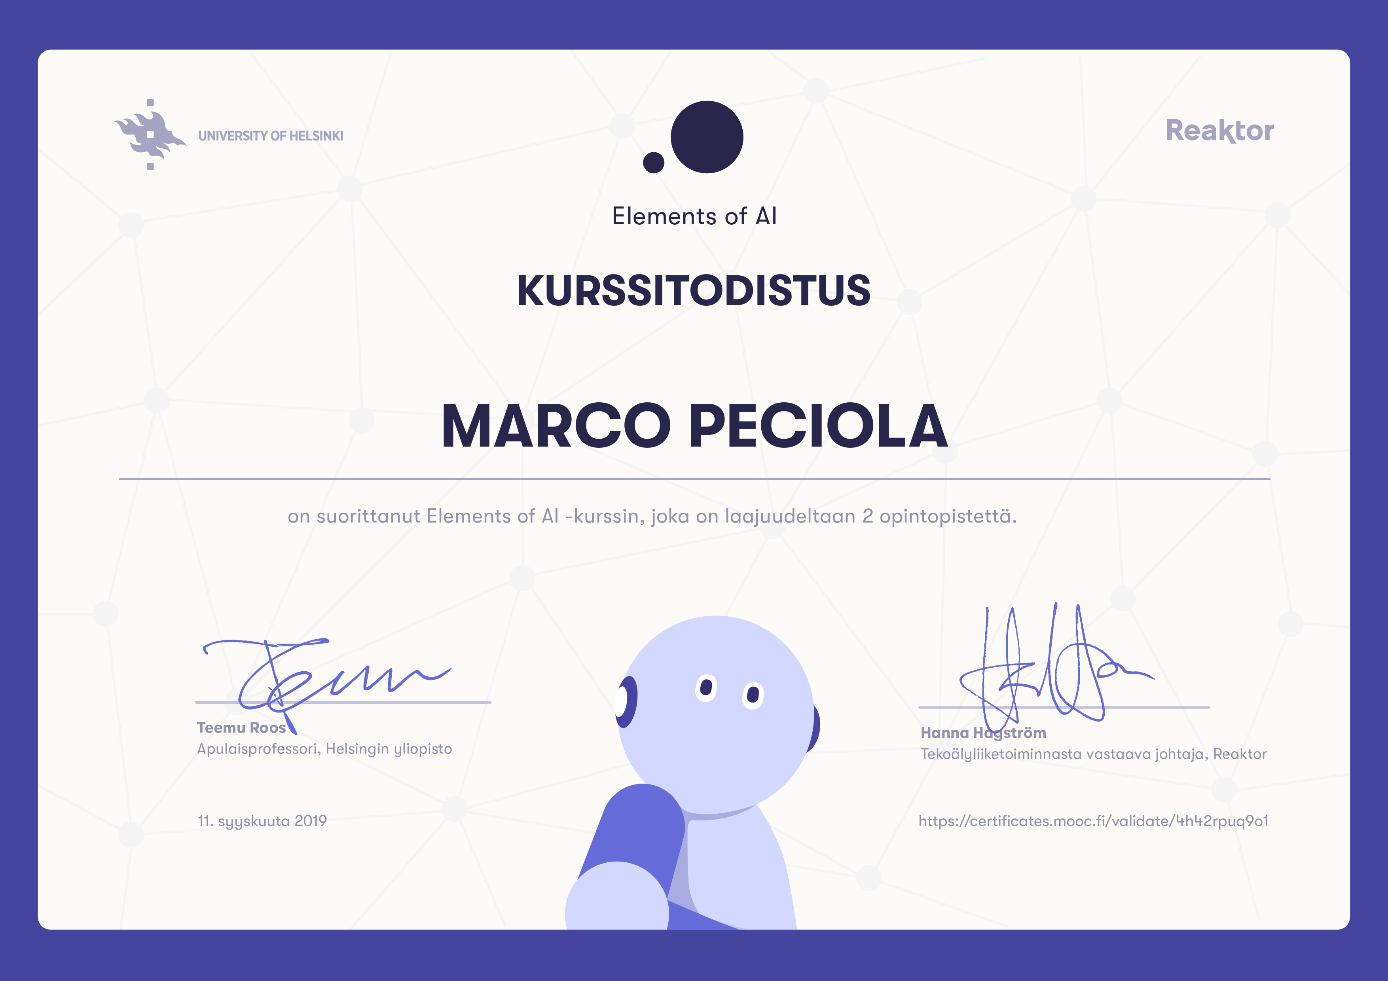 UNIVERSITY OF HELSINKI
Reaktor
Elements of AI
KURSSITODISTUS
MARCO PECIOLA
on suorittanut Elements of AI -kurssin, joka on laajuudeltaan 2 opintopistettä.
Teemu
Teemu Roos
Apulaisprofessori, Helsingin yliopisto
Hanna Hagström
Tekoälyliiketoiminnasta vastaava johtaja, Reaktor
11. syyskuuta 2019
https://certificates.mooc.fi/validate/4h42rpuq9o1